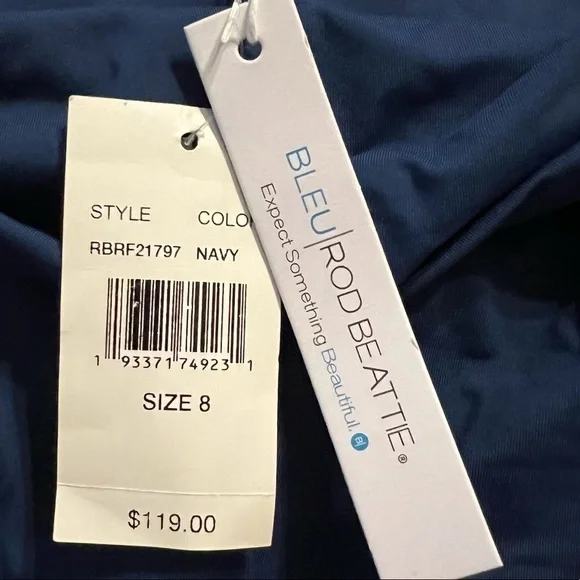 STYLE COLO
RBRF21797 NAVY
1 93371 74923 1
SIZE 8
$119.00
BLEU|ROD BEATTIE®
Expect Something Beautiful.
B|